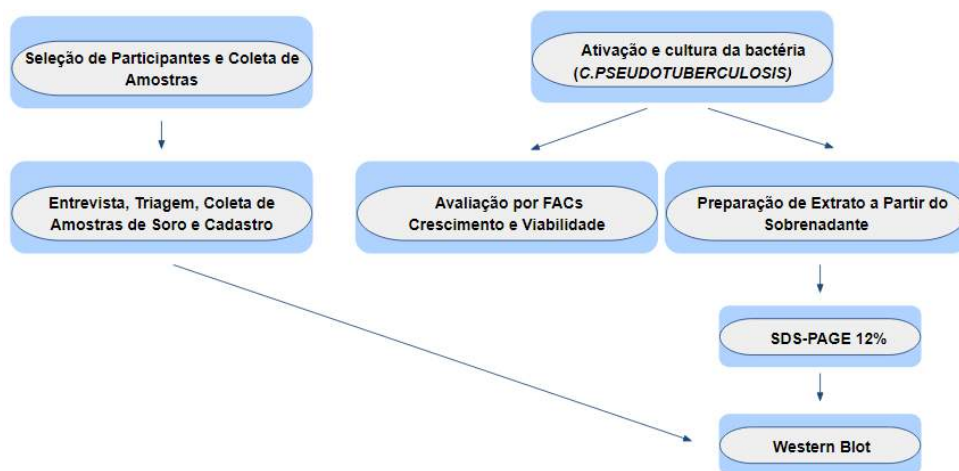 Seleção de Participantes e Coleta de
Amostras
Ativação e cultura da bactéria
(C.PSEUDOTUBERCULOSIS)
Entrevista, Triagem, Coleta de
Amostras de Soro e Cadastro
Avaliação por FACs
Crescimento e Viabilidade
Preparação de Extrato a Partir do
Sobrenadante
SDS-PAGE 12%
Western Blot